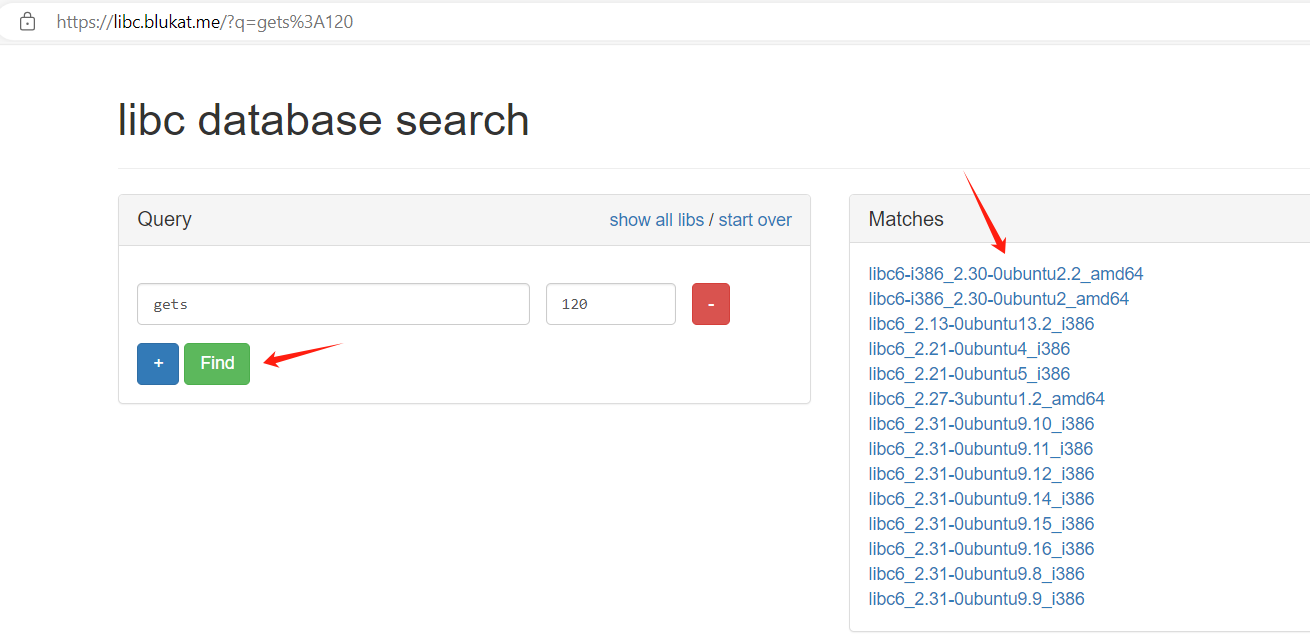 https://libc.blukat.me/?q=gets%3A120
libc database search
Query
show all libs / start over
gets
120
-
+
Find
Matches
libc6-i386_2.30-0ubuntu2.2_amd64
libc6-i386_2.30-0ubuntu2_amd64
libc6_2.13-0ubuntu13.2_i386
libc6_2.21-0ubuntu4_i386
libc6_2.21-0ubuntu5_i386
libc6_2.27-3ubuntu1.2_amd64
libc6_2.31-0ubuntu9.10_i386
libc6_2.31-0ubuntu9.11_i386
libc6_2.31-0ubuntu9.12_i386
libc6_2.31-0ubuntu9.14_i386
libc6_2.31-0ubuntu9.15_i386
libc6_2.31-0ubuntu9.16_i386
libc6_2.31-0ubuntu9.8_i386
libc6_2.31-0ubuntu9.9_i386